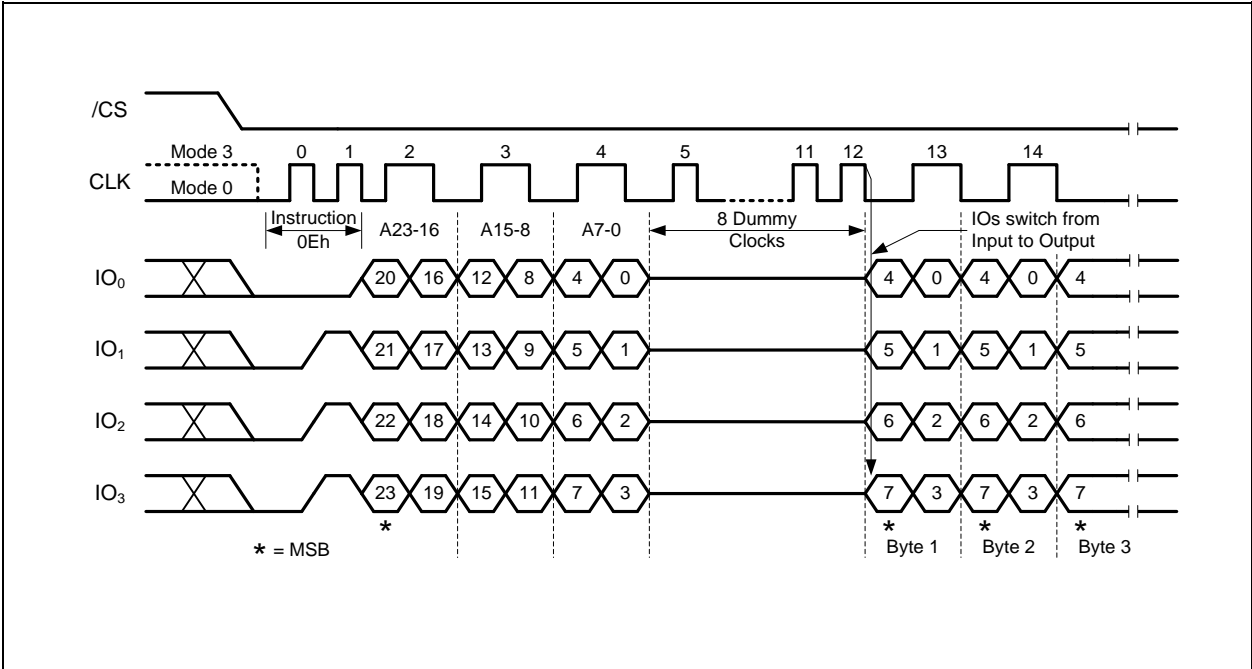 /CS
Mode 3 0 1 2 3 4 5 11 12 13 14
CLK
Mode 0
Instruction
0Eh
A23-16 A15-8 A7-0
8 Dummy
Clocks
IOs switch from
Input to Output
IO0 20 16 12 8 4 0 4 0 4 0 4
IO1 21 17 13 9 5 1 5 1 5 1 5
IO2 22 18 14 10 6 2 6 2 6 2 6
IO3 23 19 15 11 7 3 7 3 7 3 7
* * * *
* = MSB
Byte 1 Byte 2 Byte 3